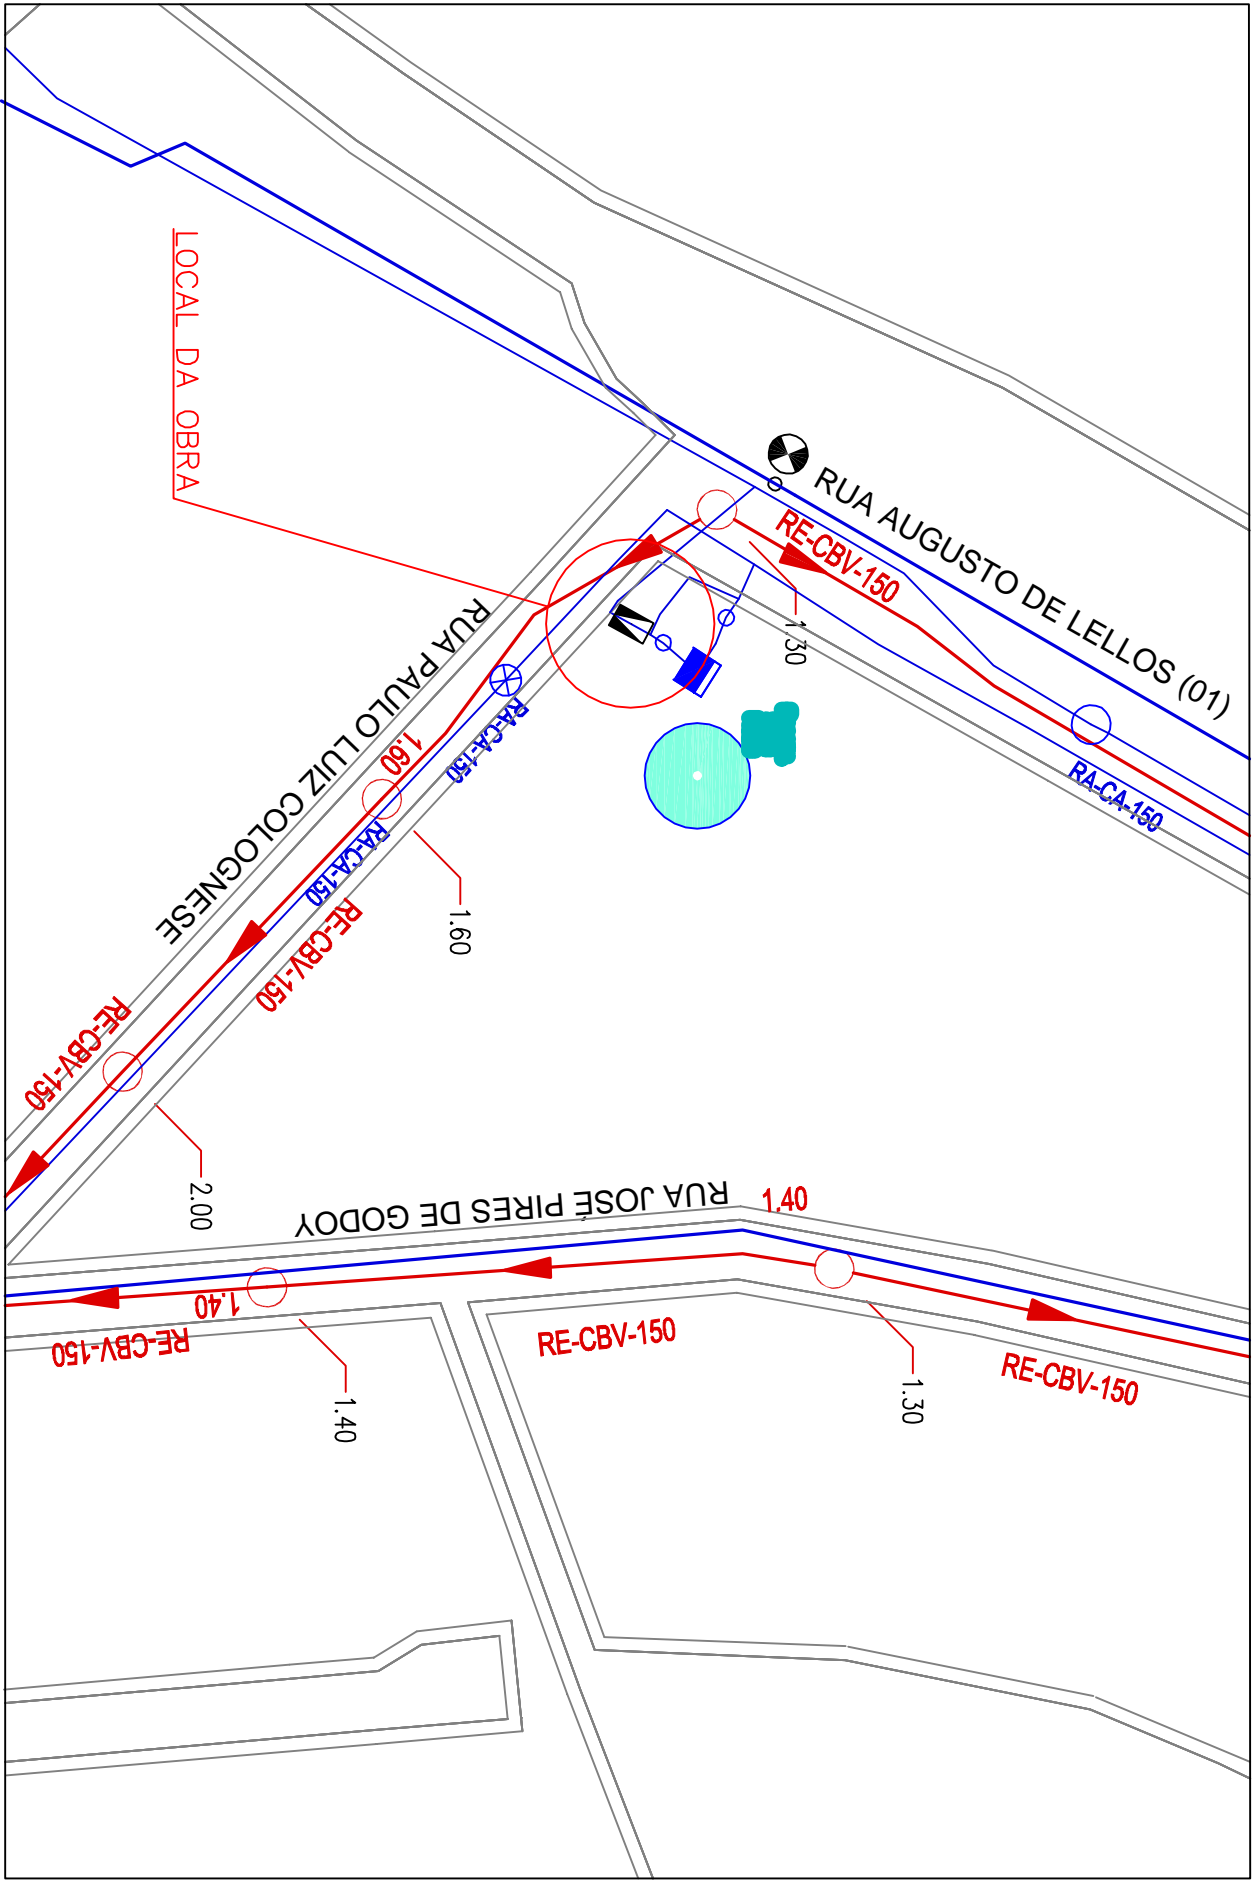 LOCAL DA OBRA
RUA AUGUSTO DE LELLOS (01)
RE-CBV-150
1.30
RA-CA-150
RUA PAULO LUIZ COLOGNESE
RA-CA-150
1.60
RA-CA-150
1.60
RE-CBV-150
RE-CBV-150
2.00
RUA JOSÉ PIRES DE GODOY
1.40
1.40
RE-CBV-150
RE-CBV-150
1.30
RE-CBV-150
1.40